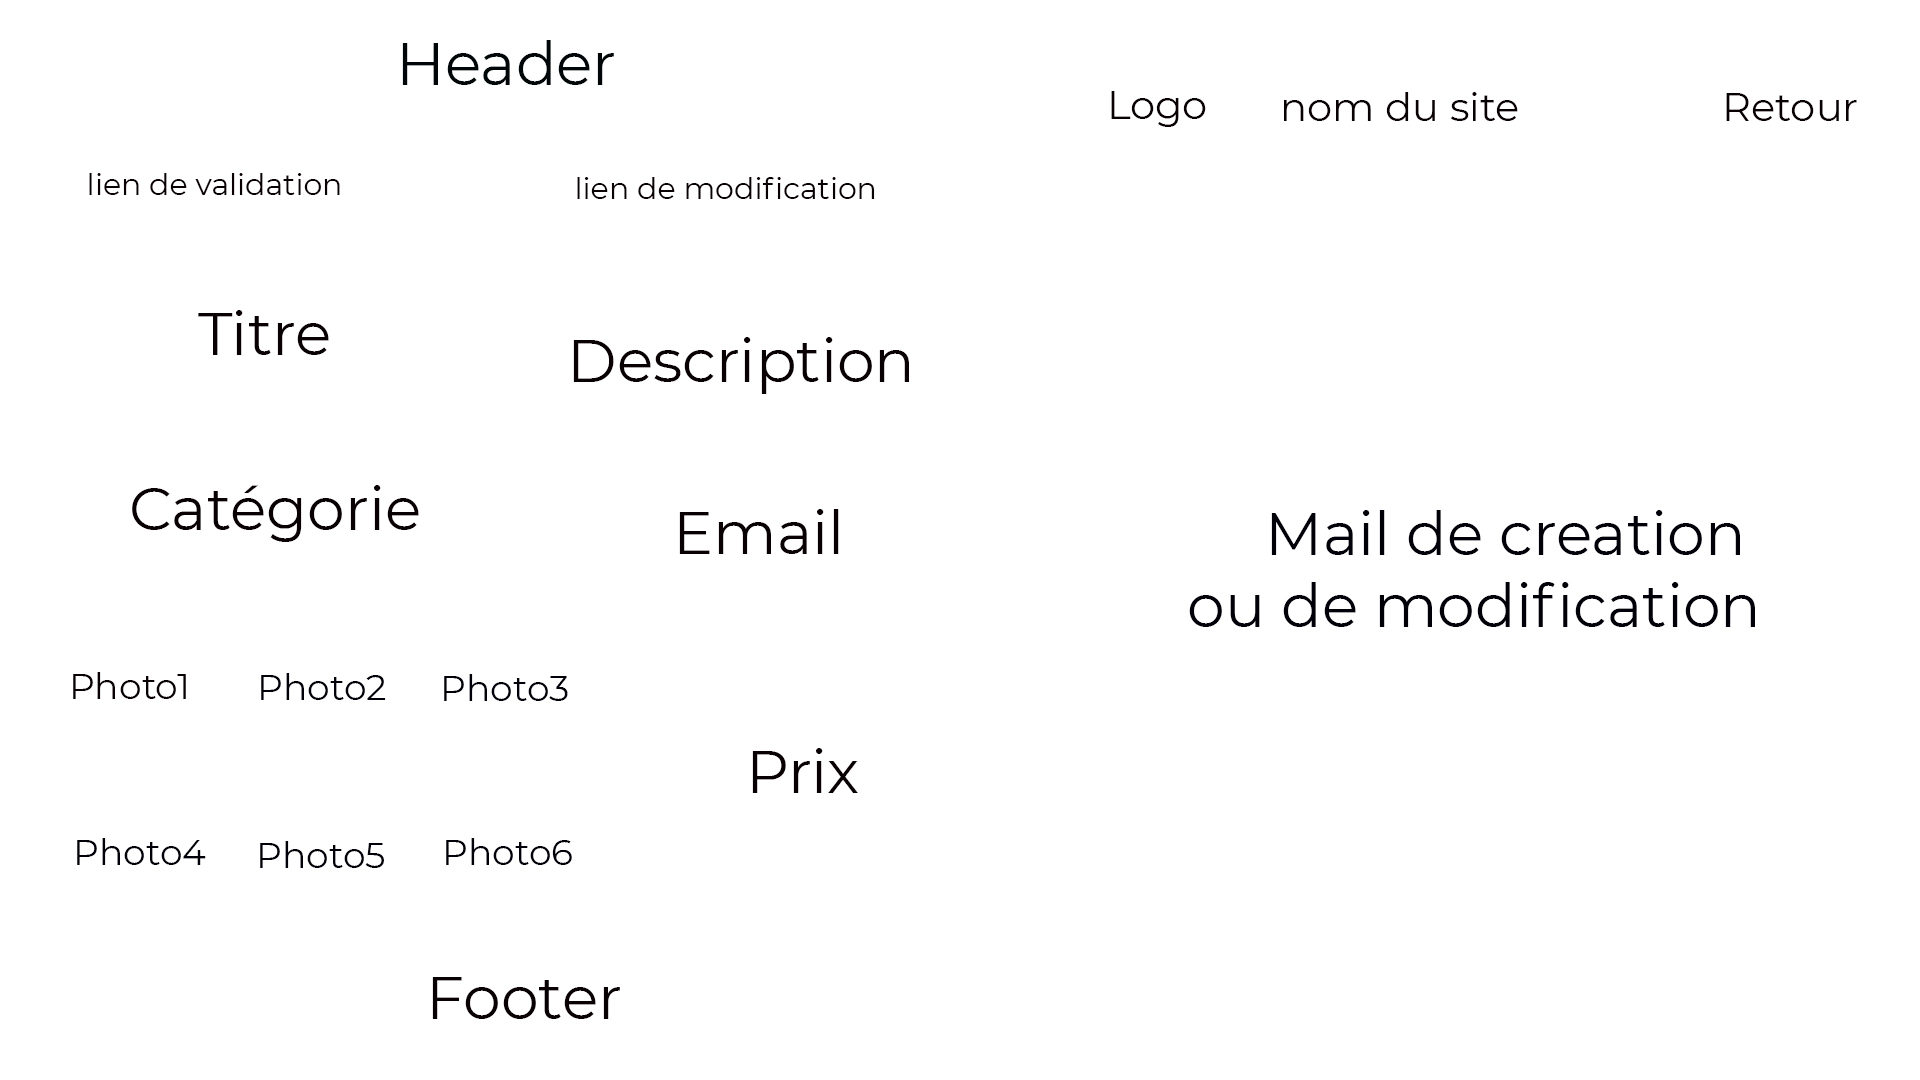 Header
Logo
nom du site
Retour
lien de validation
lien de modification
Titre
Description
Catégorie
Email
Mail de creation
ou de modification
Photo1
Photo2
Photo3
Prix
Photo4
Photo5
Photo6
Footer